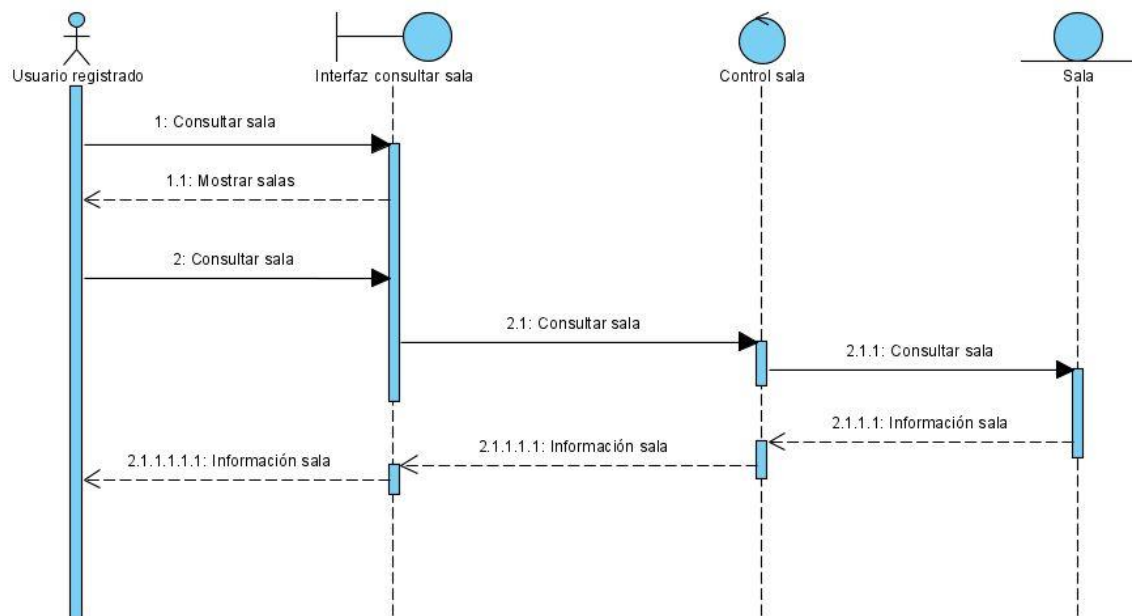 Usuario registrado
Interfaz consultar sala
Control sala
Sala
1: Consultar sala
1.1: Mostrar salas
2: Consultar sala
2.1: Consultar sala
2.1.1: Consultar sala
2.1.1.1: Información sala
2.1.1.1.1: Información sala
2.1.1.1.1.1: Información sala